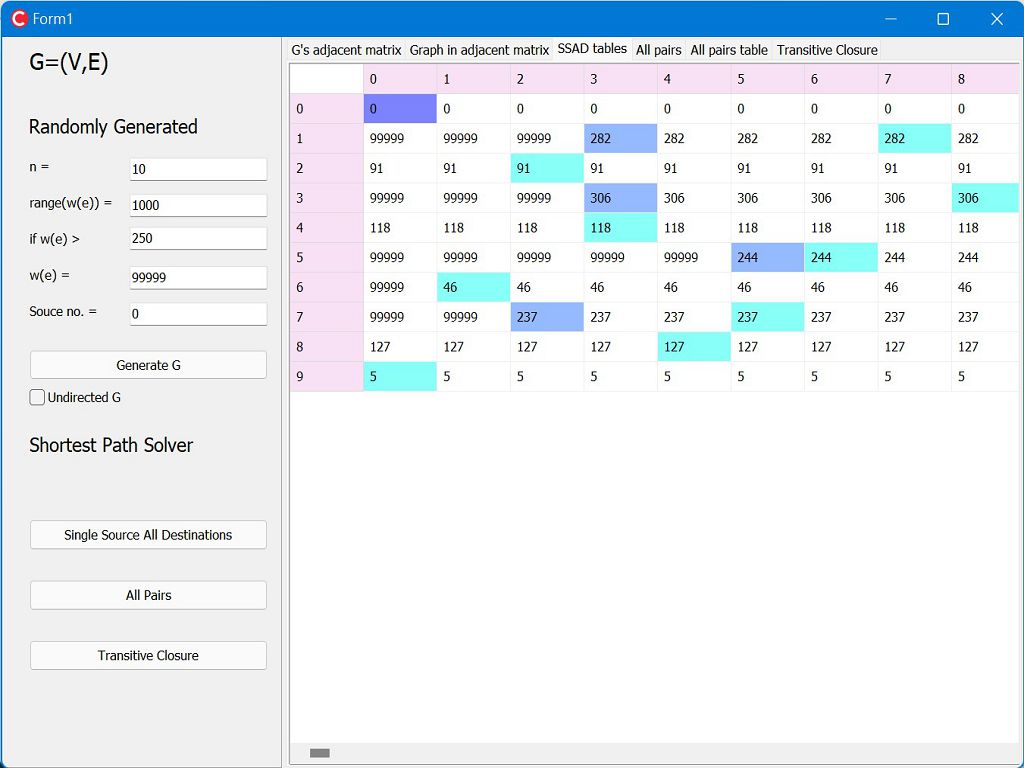 Form1
G=(V,E)
Randomly Generated
n = 10
range(w(e)) = 1000
if w(e) > 250
w(e) = 99999
Souce no. = 0
Generate G
Undirected G
Shortest Path Solver
Single Source All Destinations
All Pairs
Transitive Closure
G's adjacent matrix Graph in adjacent matrix SSAD tables All pairs All pairs table Transitive Closure
0 1 2 3 4 5 6 7 8
0 0 0 0 0 0 0 0 0 0
1 99999 99999 99999 282 282 282 282 282 282
2 91 91 91 91 91 91 91 91 91
3 99999 99999 99999 306 306 306 306 306 306
4 118 118 118 118 118 118 118 118 118
5 99999 99999 99999 99999 99999 244 244 244 244
6 99999 46 46 46 46 46 46 46 46
7 99999 99999 237 237 237 237 237 237 237
8 127 127 127 127 127 127 127 127 127
9 5 5 5 5 5 5 5 5 5